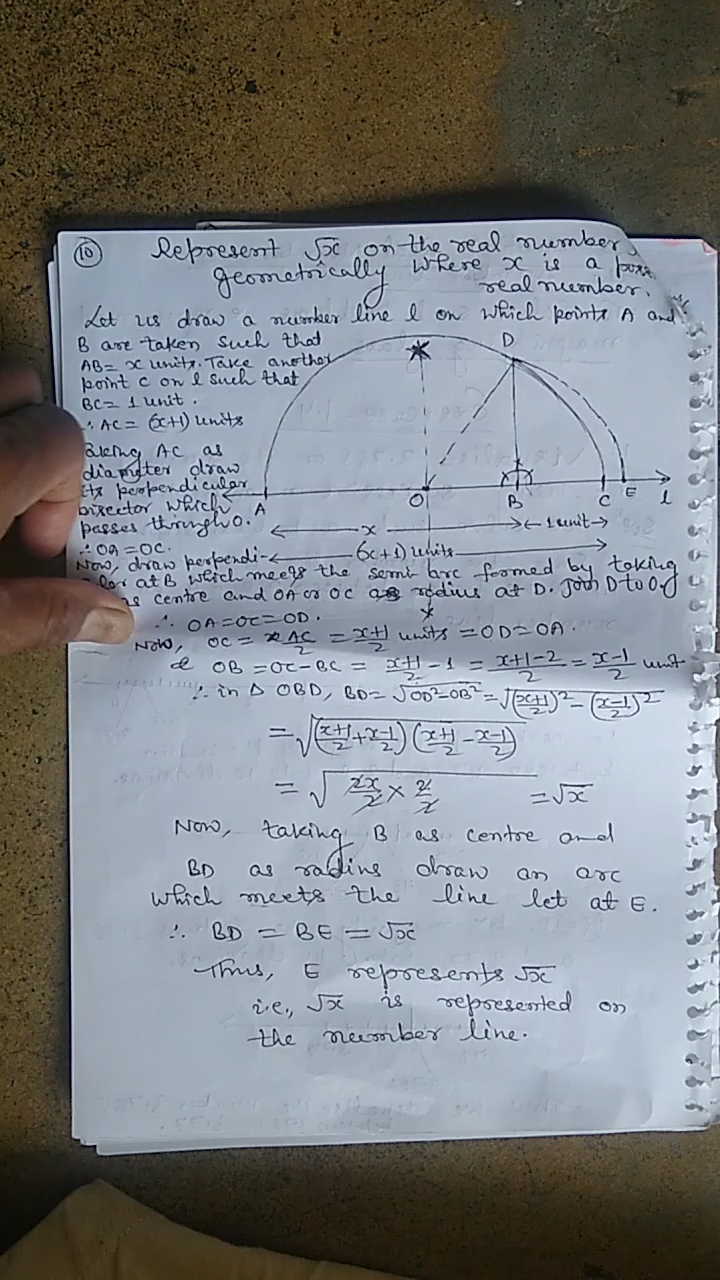 10 Represent √x on the real number
geometrically where x is a
real number.
Let us draw a number line l on which points A and
B are taken such that
AB = x units. Take another
point C on l such that
BC = 1 unit.
∴ AC = (x+1) units
Taking AC as
diameter draw
its perpendicular
bisector which
passes through O.
∴ OA = OC.
Now, draw perpendi-
cular at B which meets the semi arc formed by taking
as centre and OA or OC as radius at D. Join D to O.
D
A
O
B
C
E
l
x
1 unit
(x+1) units
∴ OA = OC = OD.
Now, OC = AC/2 = x+1/2 units = OD = OA.
& OB = OC - BC = x+1/2 - 1 = x+1-2/2 = x-1/2 unit
∴ in Δ OBD, BD = √OD²-OB² = √(x+1/2)² - (x-1/2)²
= √(x+1/2 + x-1/2) (x+1/2 - x-1/2)
= √2x/2 × 2/2 = √x
Now, taking B as centre and
BD as radius draw an arc
which meets the line let at E.
∴ BD = BE = √x
Thus, E represents √x
i.e., √x is represented on
the number line.